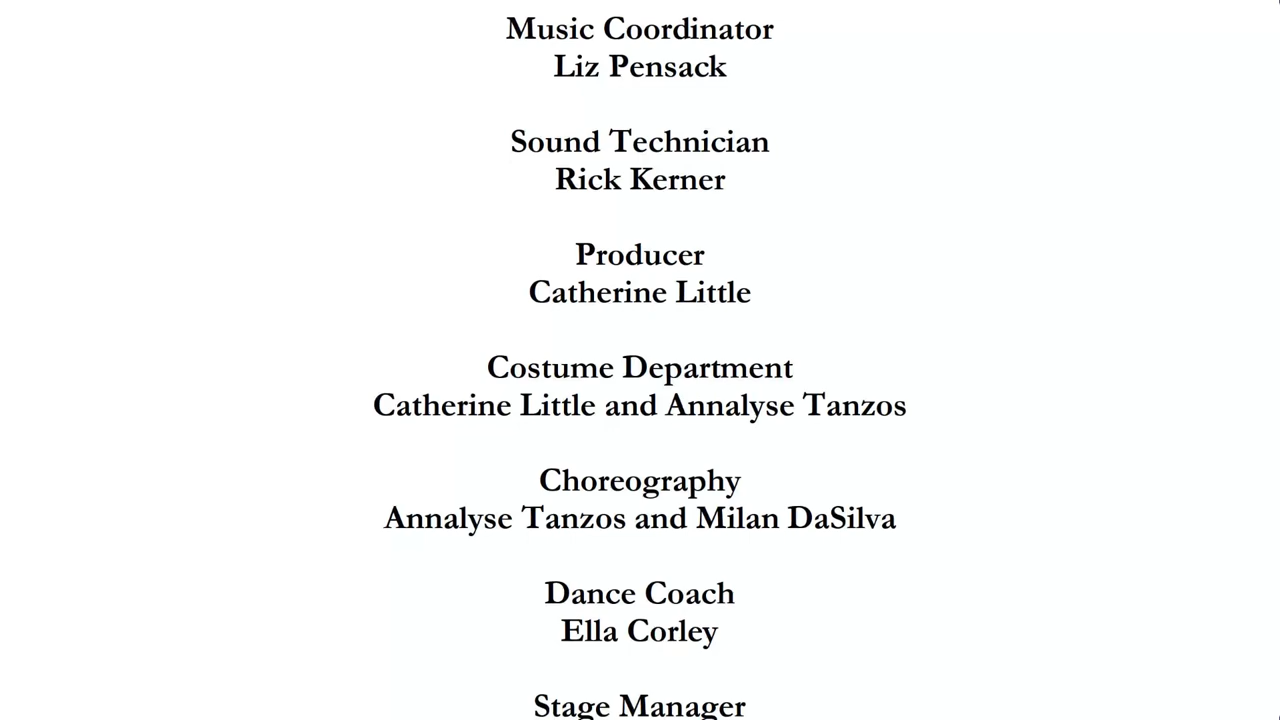 Music Coordinator
Liz Pensack
Sound Technician
Rick Kerner
Producer
Catherine Little
Costume Department
Catherine Little and Annalyse Tanzos
Choreography
Annalyse Tanzos and Milan DaSilva
Dance Coach
Ella Corley
Stage Manager